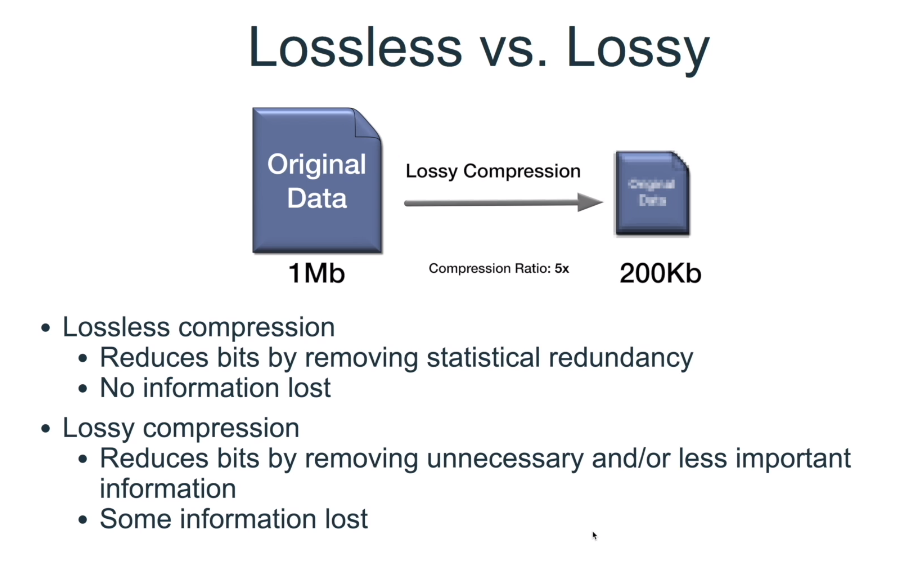 Lossless vs. Lossy
Original
Data
Lossy Compression
Original
Data
1Mb
Compression Ratio: 5x
200Kb
• Lossless compression
• Reduces bits by removing statistical redundancy
• No information lost
• Lossy compression
• Reduces bits by removing unnecessary and/or less important
information
• Some information lost